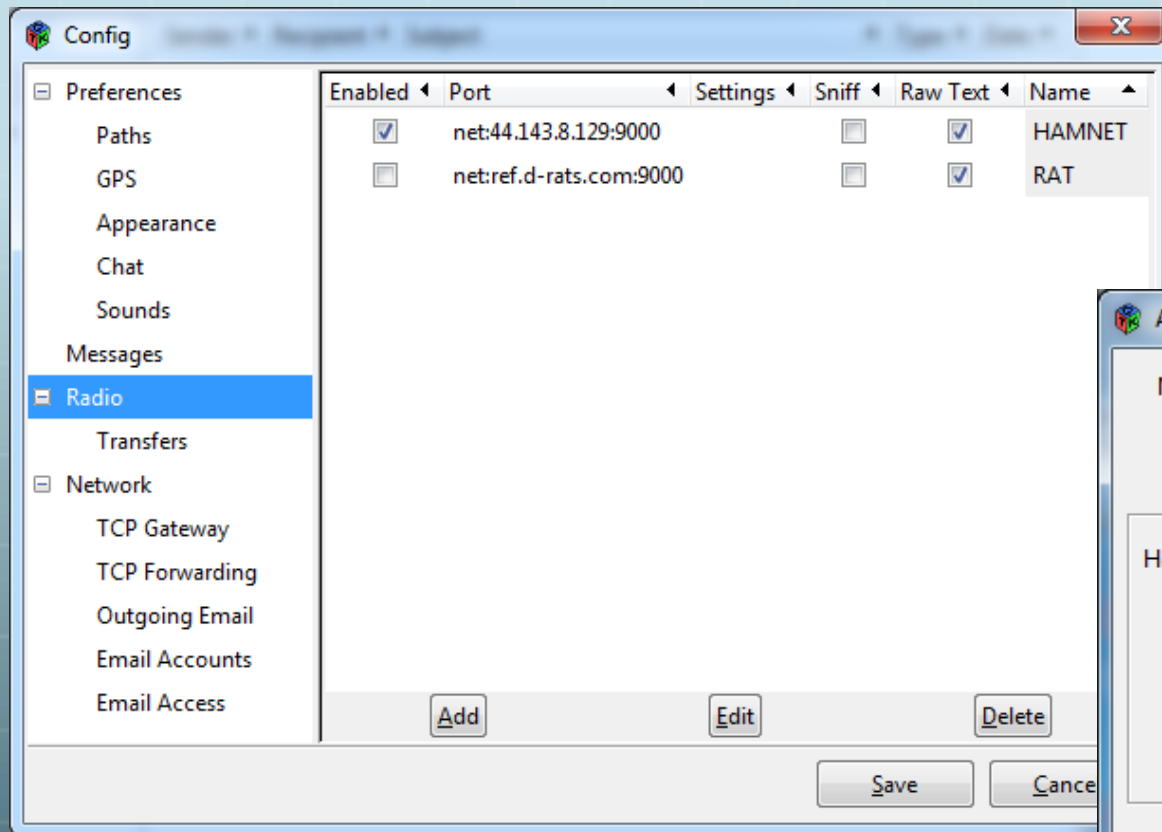 Config
Preferences
Paths
GPS
Appearance
Chat
Sounds
Messages
Radio
Transfers
Network
TCP Gateway
TCP Forwarding
Outgoing Email
Email Accounts
Email Access
Enabled Port Settings Sniff Raw Text Name
net:44.143.8.129:9000 HAMNET
net:ref.d-rats.com:9000 RAT
Add Edit Delete
Save Cance
A
H